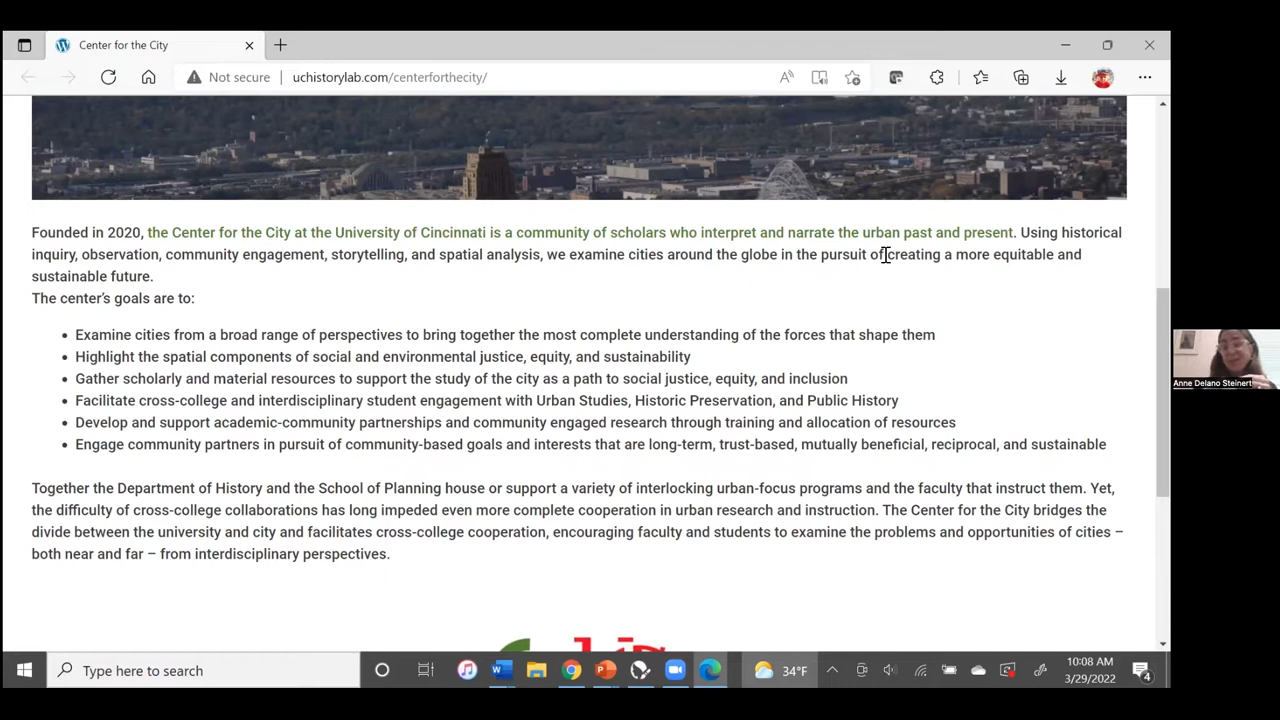 Center for the City
Not secure
uchistorylab.com/centerforthecity/
Founded in 2020, the Center for the City at the University of Cincinnati is a community of scholars who interpret and narrate the urban past and present. Using historical
inquiry, observation, community engagement, storytelling, and spatial analysis, we examine cities around the globe in the pursuit of creating a more equitable and
sustainable future.
The center's goals are to:
• Examine cities from a broad range of perspectives to bring together the most complete understanding of the forces that shape them
• Highlight the spatial components of social and environmental justice, equity, and sustainability
• Gather scholarly and material resources to support the study of the city as a path to social justice, equity, and inclusion
• Facilitate cross-college and interdisciplinary student engagement with Urban Studies, Historic Preservation, and Public History
• Develop and support academic-community partnerships and community engaged research through training and allocation of resources
• Engage community partners in pursuit of community-based goals and interests that are long-term, trust-based, mutually beneficial, reciprocal, and sustainable
Anne Delano Steinert
Together the Department of History and the School of Planning house or support a variety of interlocking urban-focus programs and the faculty that instruct them. Yet,
the difficulty of cross-college collaborations has long impeded even more complete cooperation in urban research and instruction. The Center for the City bridges the
divide between the university and city and facilitates cross-college cooperation, encouraging faculty and students to examine the problems and opportunities of cities –
both near and far – from interdisciplinary perspectives.
Type here to search
34°F
10:08 AM
3/29/2022
4